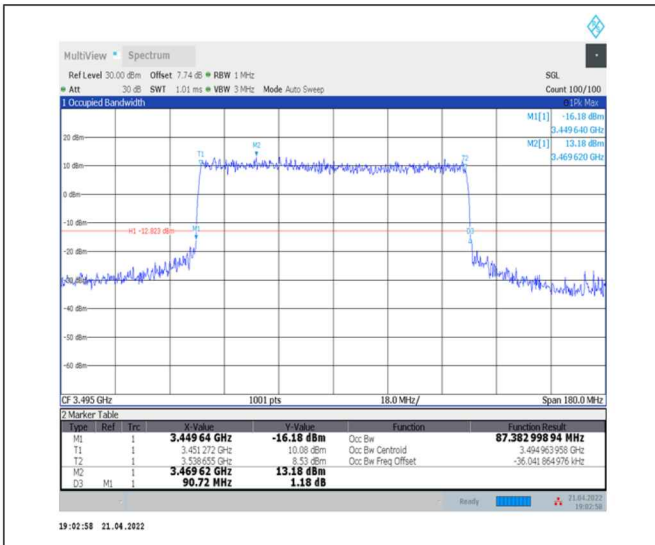 MultiView Spectrum
Ref Level 30.00 dBm Offset 7.74 dB RBW 1 MHz SGL
Att 30 dB SWT 1.01 ms VBW 3 MHz Mode Auto Sweep Count 100/100
1 Occupied Bandwidth 1Pk Max
M1[1] -16.18 dBm
3.449 640 GHz
M2[1] 13.18 dBm
3.469 620 GHz
20 dBm
M2
T1 T2
10 dBm
0 dBm
-10 dBm
H1 -12.823 dBm M1 D3
-20 dBm
-30 dBm
-40 dBm
-50 dBm
-60 dBm
CF 3.495 GHz 1001 pts 18.0 MHz/ Span 180.0 MHz
2 Marker Table
Type Ref Trc X-Value Y-Value Function Function Result
M1 1 3.449 64 GHz -16.18 dBm Occ Bw 87.382 998 94 MHz
T1 1 3.451 272 GHz 10.08 dBm Occ Bw Centroid 3.494 963 958 GHz
T2 1 3.538 655 GHz 8.53 dBm Occ Bw Freq Offset -36.041 864 976 kHz
M2 1 3.469 62 GHz 13.18 dBm
D3 M1 1 90.72 MHz 1.18 dB
Ready 21.04.2022
19:02:58
19:02:58 21.04.2022